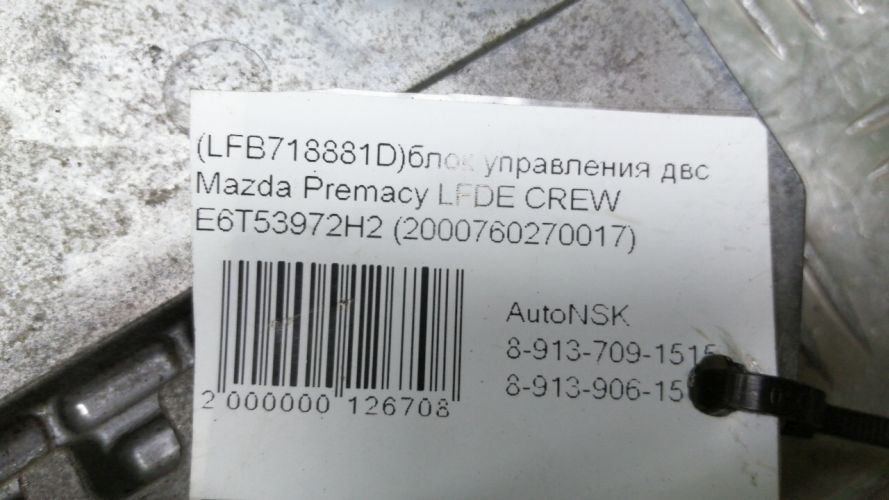 (LFB718881D)блок управления двс
Mazda Premacy LFDE CREW
E6T53972H2 (2000760270017)
2 000000 126708
AutoNSK
8-913-709-1515
8-913-906-15